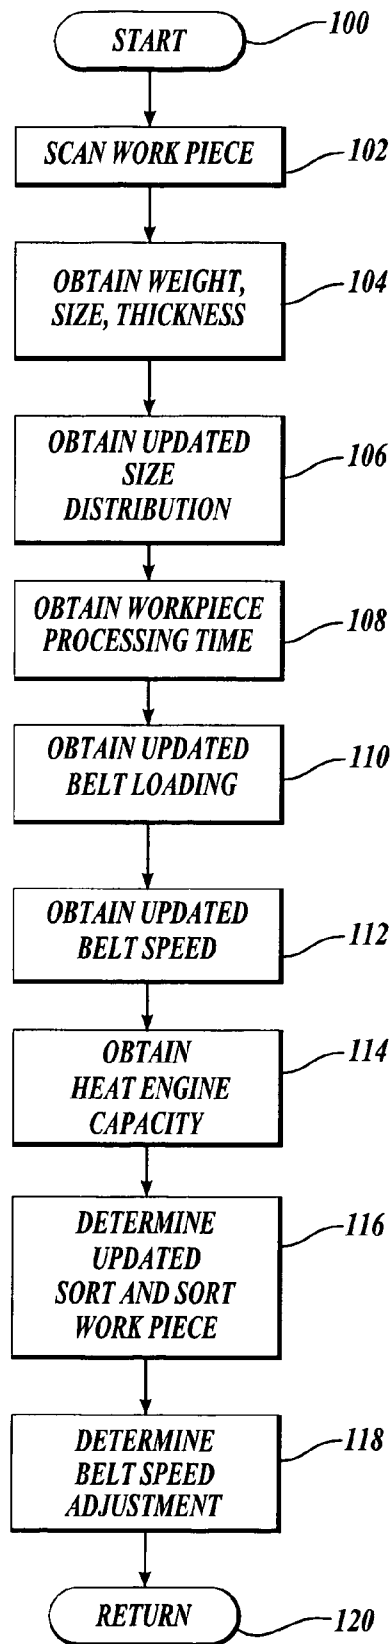 START
100
SCAN WORK PIECE
102
OBTAIN WEIGHT,
SIZE, THICKNESS
104
OBTAIN UPDATED
SIZE
DISTRIBUTION
106
OBTAIN WORKPIECE
PROCESSING TIME
108
OBTAIN UPDATED
BELT LOADING
110
OBTAIN UPDATED
BELT SPEED
112
OBTAIN
HEAT ENGINE
CAPACITY
114
DETERMINE
UPDATED
SORT AND SORT
WORK PIECE
116
DETERMINE
BELT SPEED
ADJUSTMENT
118
RETURN
120